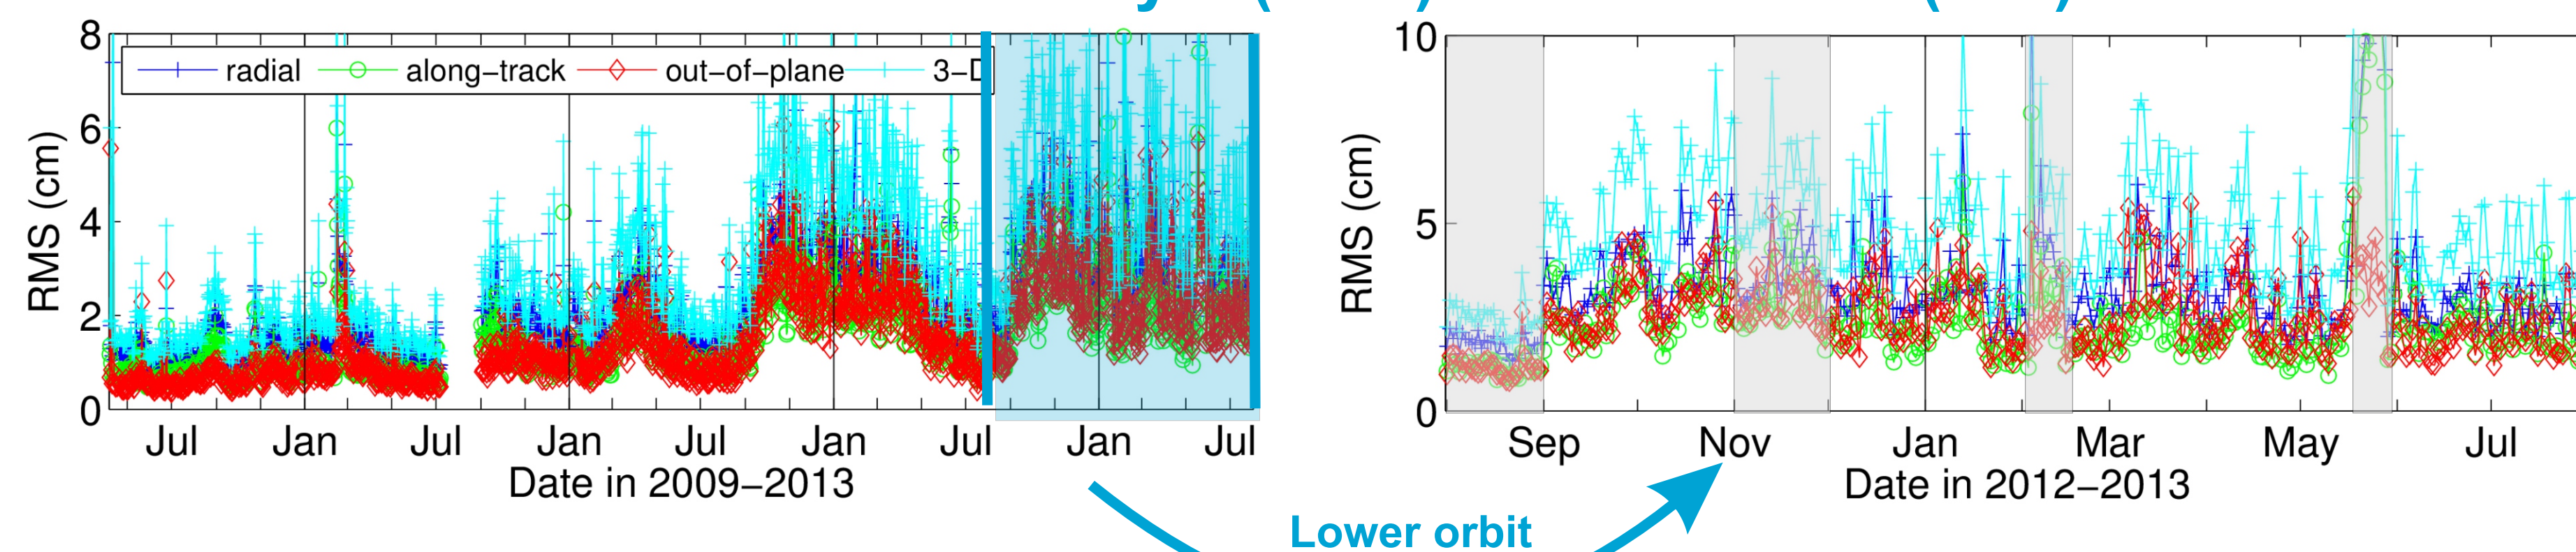 8
6
4
2
0
RMS (cm)
radial along−track out−of−plane 3−D
Jul Jan Jul Jan Jul Jan Jul Jan Jul
Date in 2009−2013
10
5
0
RMS (cm)
Sep Nov Jan Mar May Jul
Date in 2012−2013
Lower orbit